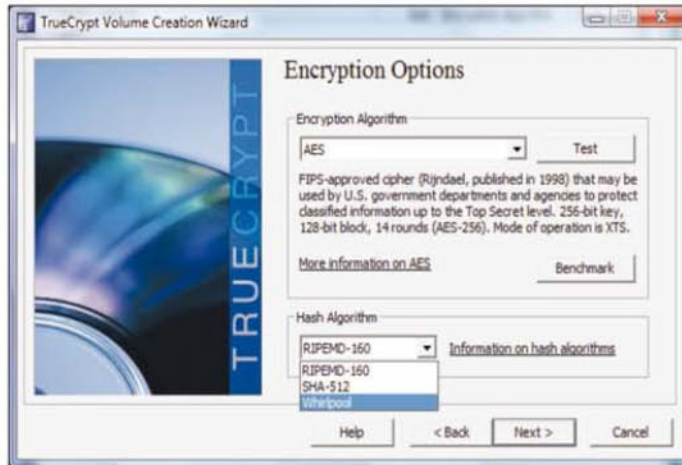 TrueCrypt Volume Creation Wizard
TRUECRYPT
Encryption Options
Encryption Algorithm
AES
Test
FIPS-approved cipher (Rijndael, published in 1998) that may be
used by U.S. government departments and agencies to protect
classified information up to the Top Secret level. 256-bit key,
128-bit block, 14 rounds (AES-256). Mode of operation is XTS.
More information on AES
Benchmark
Hash Algorithm
RIPEMD-160
Information on hash algorithms
RIPEMD-160
SHA-512
Whirlpool
Help
< Back
Next >
Cancel